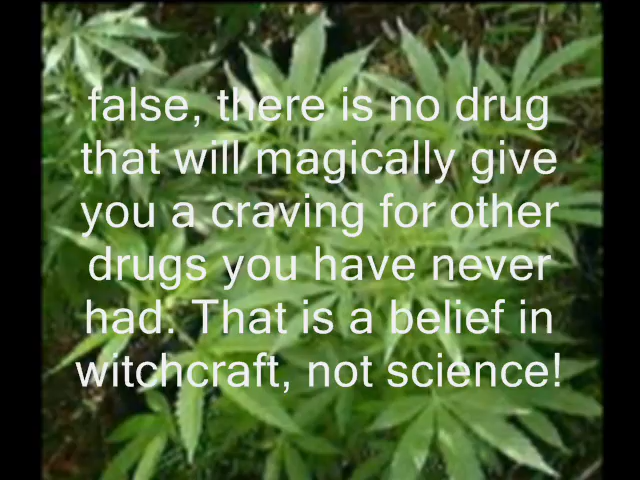 false, there is no drug
that will magically give
you a craving for other
drugs you have never
had. That is a belief in
witchcraft, not science!